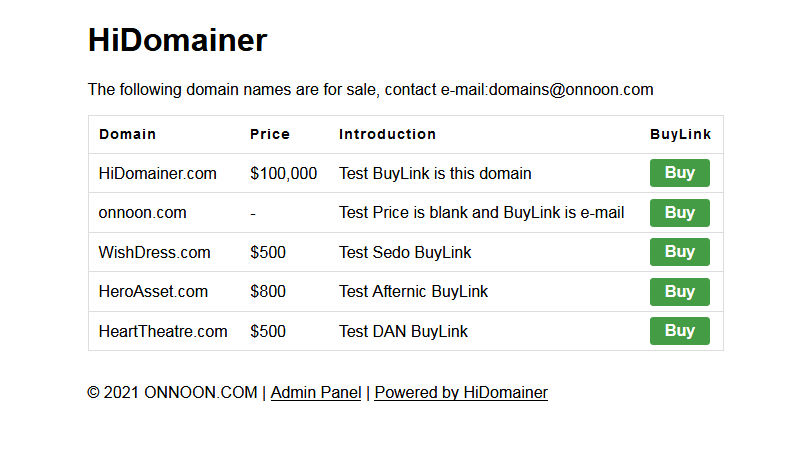 HiDomainer
The following domain names are for sale, contact e-mail:domains@onnoon.com
Domain Price Introduction BuyLink
HiDomainer.com $100,000 Test BuyLink is this domain Buy
onnoon.com - Test Price is blank and BuyLink is e-mail Buy
WishDress.com $500 Test Sedo BuyLink Buy
HeroAsset.com $800 Test Afternic BuyLink Buy
HeartTheatre.com $500 Test DAN BuyLink Buy
© 2021 ONNOON.COM | Admin Panel | Powered by HiDomainer